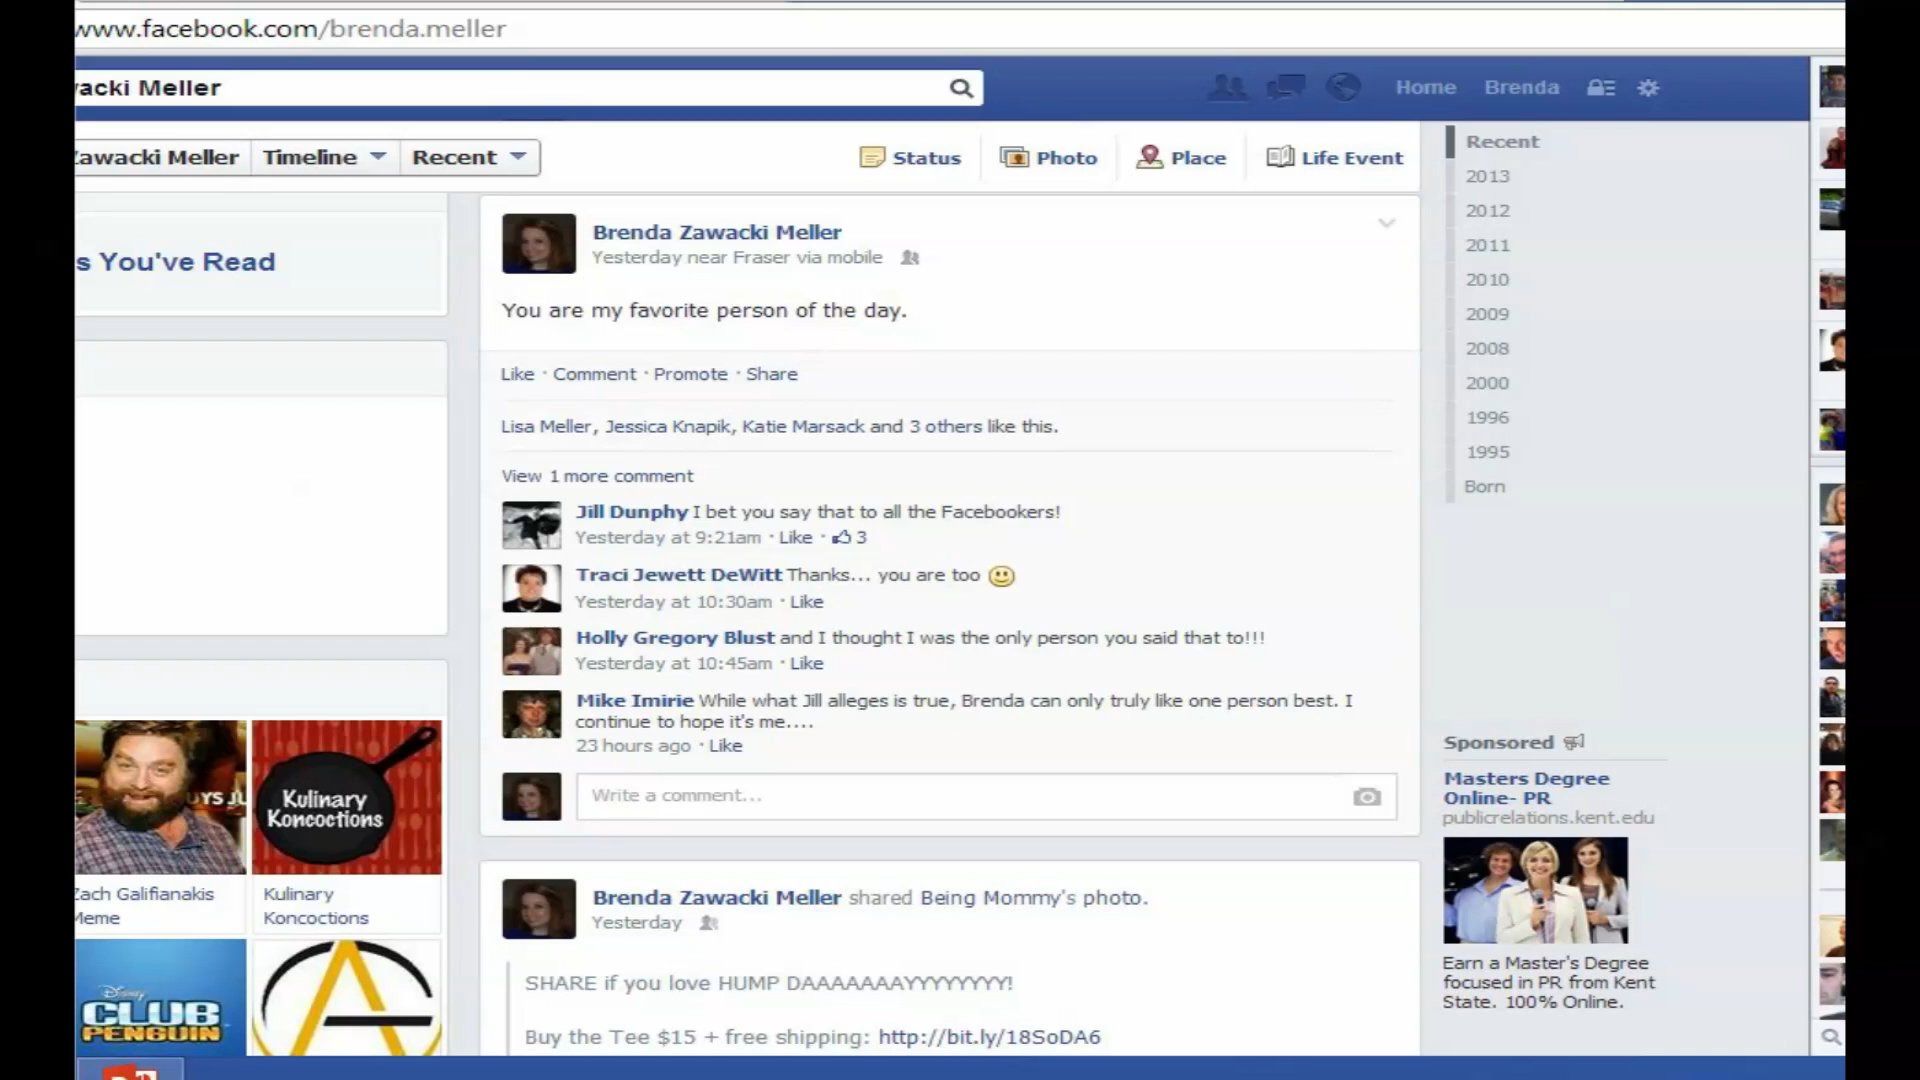 www.facebook.com/brenda.meller
acki Meller
Home Brenda
Zawacki Meller Timeline Recent
Status Photo Place Life Event
s You've Read
Zach Galifianakis
Meme
Kulinary
Koncoctions
Kulinary
Koncoctions
Disney
CLUB
PENGUIN
Brenda Zawacki Meller
Yesterday near Fraser via mobile
You are my favorite person of the day.
Like · Comment · Promote · Share
Lisa Meller, Jessica Knapik, Katie Marsack and 3 others like this.
View 1 more comment
Jill Dunphy I bet you say that to all the Facebookers!
Yesterday at 9:21am · Like · 3
Traci Jewett DeWitt Thanks... you are too
Yesterday at 10:30am · Like
Holly Gregory Blust and I thought I was the only person you said that to!!!
Yesterday at 10:45am · Like
Mike Imirie While what Jill alleges is true, Brenda can only truly like one person best. I
continue to hope it's me....
23 hours ago · Like
Write a comment...
Brenda Zawacki Meller shared Being Mommy's photo.
Yesterday
SHARE if you love HUMP DAAAAAAAYYYYYYYY!
Buy the Tee $15 + free shipping: http://bit.ly/18SoDA6
Recent
2013
2012
2011
2010
2009
2008
2000
1996
1995
Born
Sponsored
Masters Degree
Online- PR
publicrelations.kent.edu
Earn a Master's Degree
focused in PR from Kent
State. 100% Online.